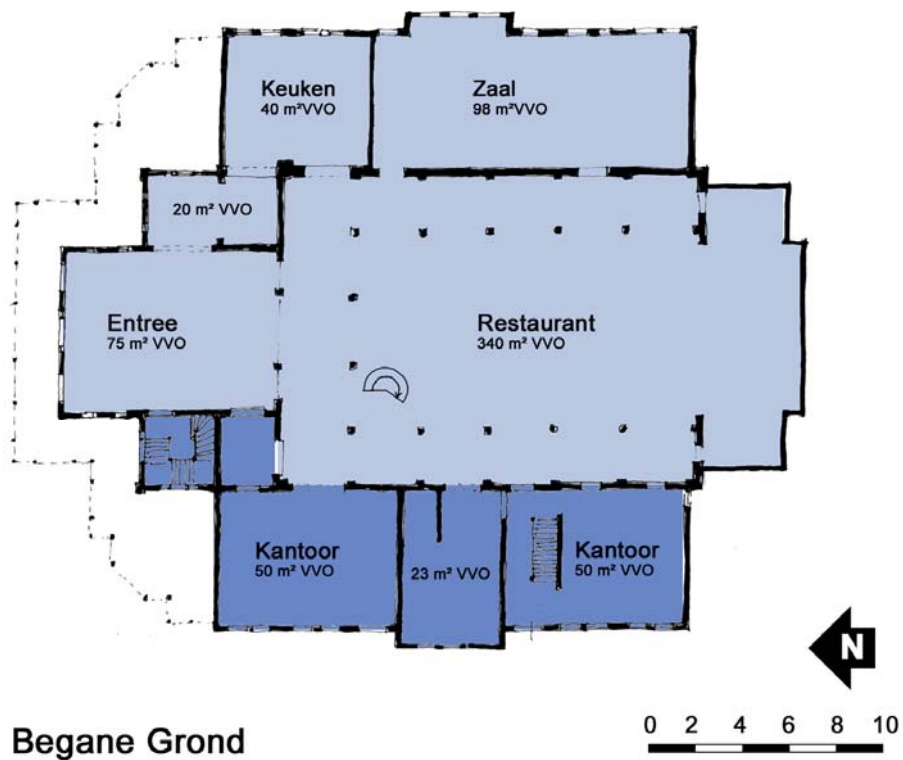 Keuken
40 m²VVO
Zaal
98 m²VVO
20 m² VVO
Entree
75 m² VVO
Restaurant
340 m² VVO
Kantoor
50 m² VVO
23 m² VVO
Kantoor
50 m² VVO
N
Begane Grond
0 2 4 6 8 10